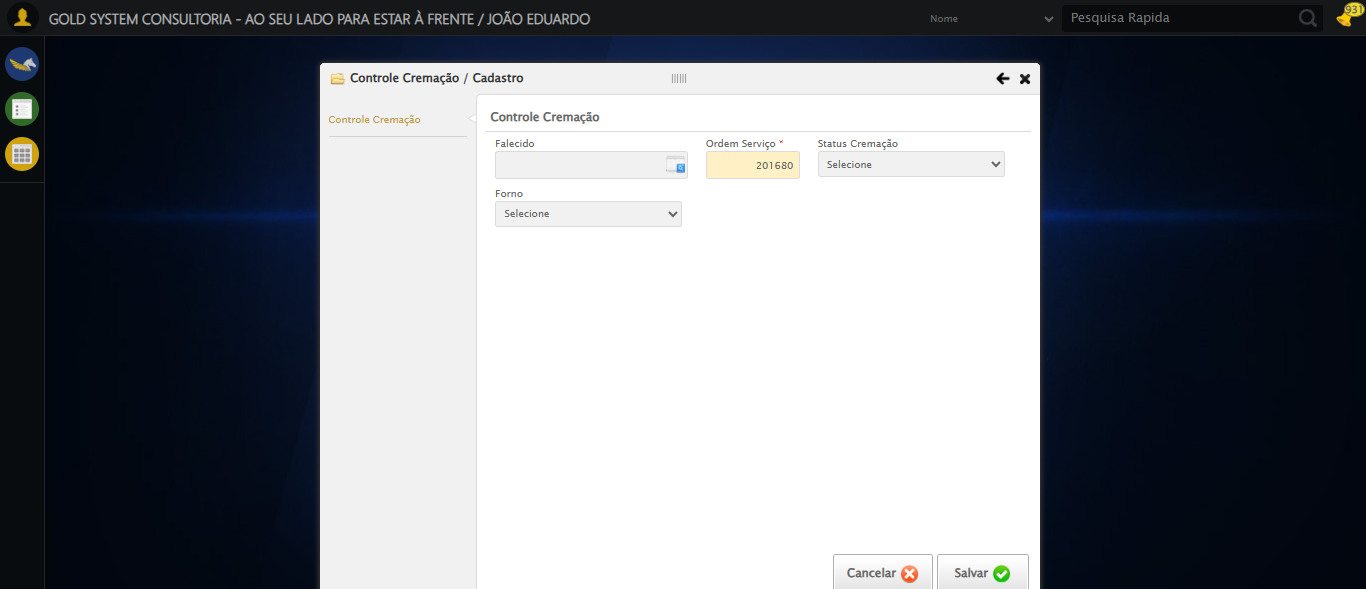 GOLD SYSTEM CONSULTORIA - AO SEU LADO PARA ESTAR À FRENTE / JOÃO EDUARDO
Nome
Pesquisa Rapida
931
Controle Cremação / Cadastro
Controle Cremação
Controle Cremação
Falecido
Ordem Serviço *
Status Cremação
201680
Selecione
Forno
Selecione
Cancelar
Salvar